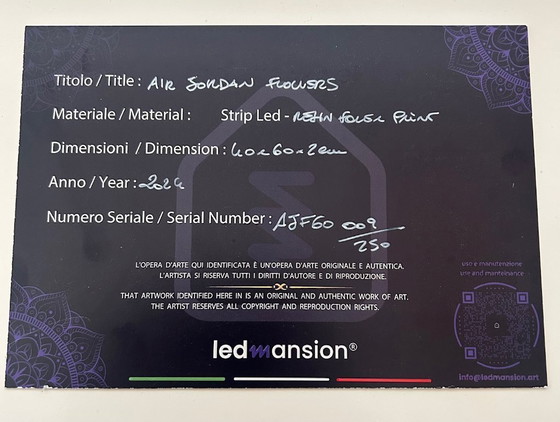 Titolo / Title : AIR JORDAN FLOWERS
Materiale / Material : Strip Led - RESIN FOREX PRINT
Dimensioni / Dimension : 40x60x2cm
Anno / Year : 2024
Numero Seriale / Serial Number : AJF60 009/250
L'OPERA D'ARTE QUI IDENTIFICATA È UN'OPERA D'ARTE ORIGINALE E AUTENTICA.
L'ARTISTA SI RISERVA TUTTI I DIRITTI D'AUTORE E DI RIPRODUZIONE.
THAT ARTWORK IDENTIFIED HERE IN IS AN ORIGINAL AND AUTHENTIC WORK OF ART.
THE ARTIST RESERVES ALL COPYRIGHT AND REPRODUCTION RIGHTS.
uso e manutenzione
use and maintenance
ledmansion®
info@ledmansion.art